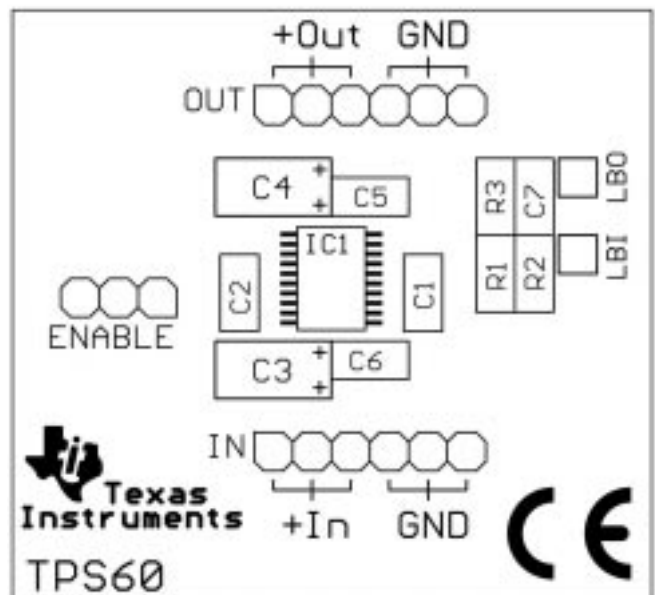 +Out GND
OUT
C4 + +
C5
R3
C7
LBO
IC1
C2
C1
R1
R2
LBI
ENABLE
C3 + +
C6
IN
+In GND
Texas
Instruments
CE
TPS60